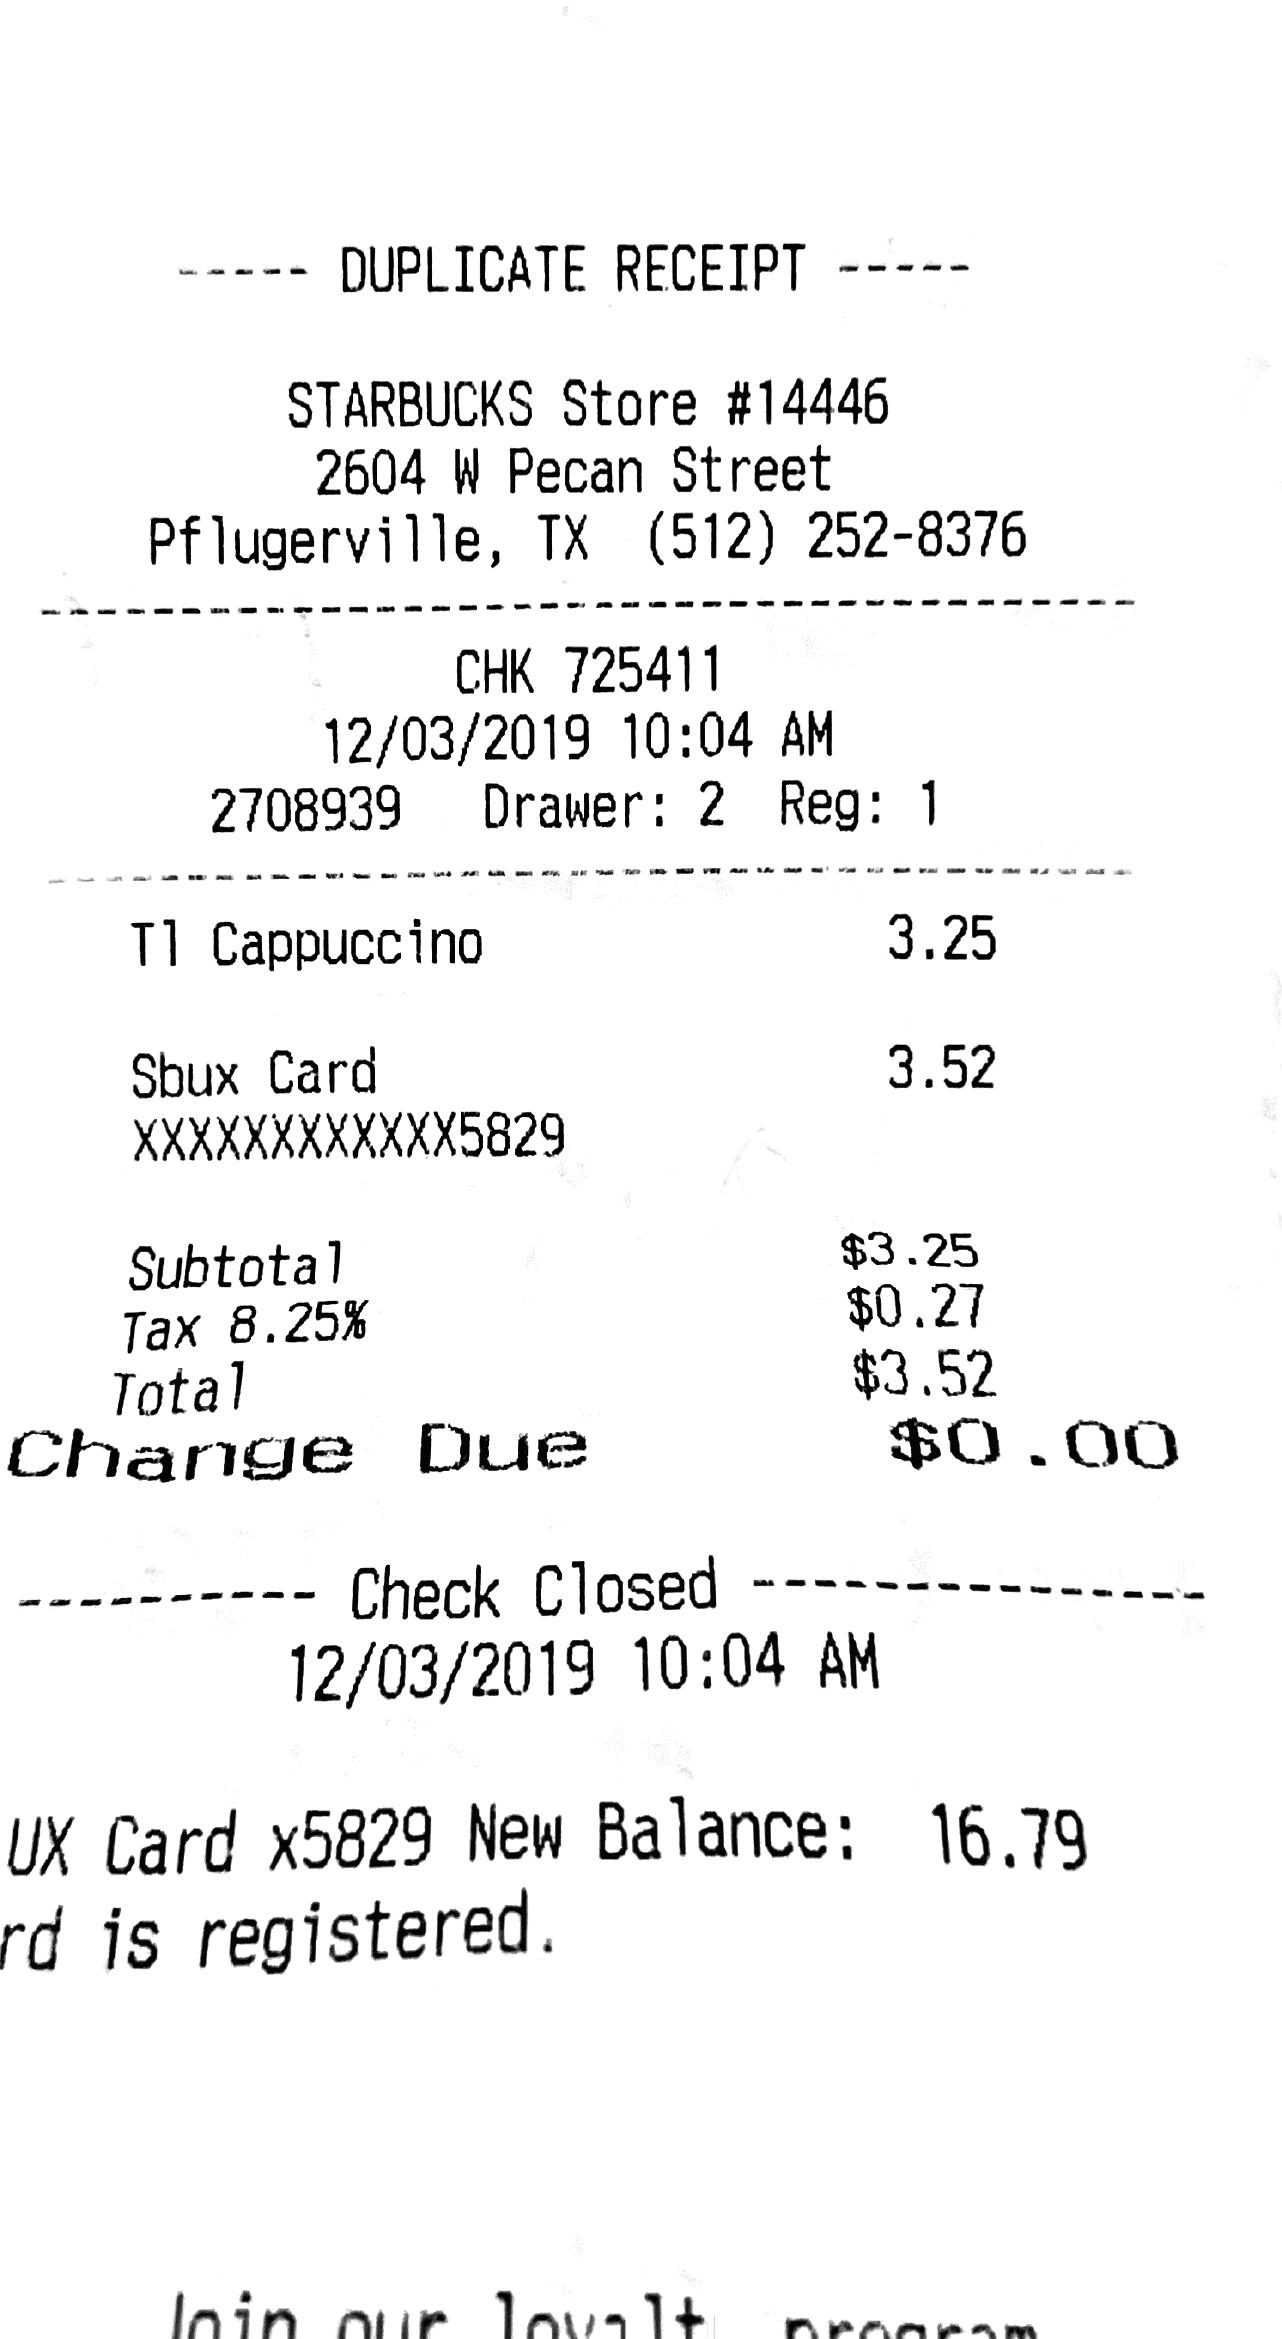 ----- DUPLICATE RECEIPT -----
STARBUCKS Store #14446
2604 W Pecan Street
Pflugerville, TX (512) 252-8376
----------------------------------------
CHK 725411
12/03/2019 10:04 AM
2708939 Drawer: 2 Reg: 1
----------------------------------------
Tl Cappuccino 3.25
Sbux Card 3.52
XXXXXXXXXXXX5829
Subtotal $3.25
Tax 8.25% $0.27
Total $3.52
Change Due $0.00
---------- Check Closed ---------------
12/03/2019 10:04 AM
UX Card x5829 New Balance: 16.79
rd is registered.
Join our loyalt program